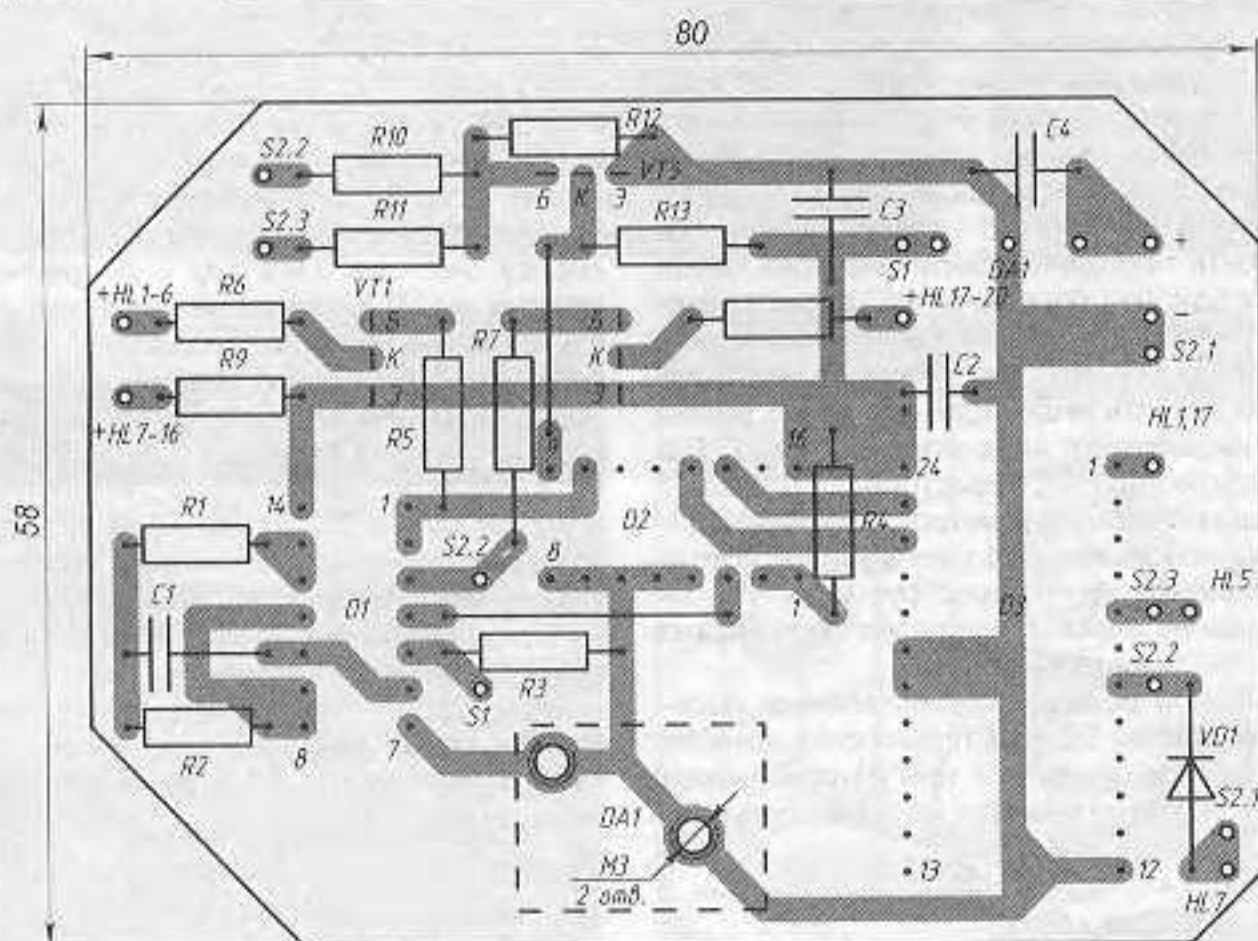 80
58
R12
C4
S2.2
R10
VT3
Б
К
Э
R11
R13
C3
S2.3
S1
DA1
+
+HL1-6
R6
VT1
+HL17-20
Б
Б
R7
−
К
К
S2.1
R9
C2
Э
Э
+HL7-16
R5
HL1,17
9
16
24
1
14
1
R1
D2
R4
S2.2
8
C1
D1
1
D3
S2.3
HL5
S2.2
R3
S1
R2
8
7
VD1
DA1
S2.1
М3
2 отв.
13
12
HL7